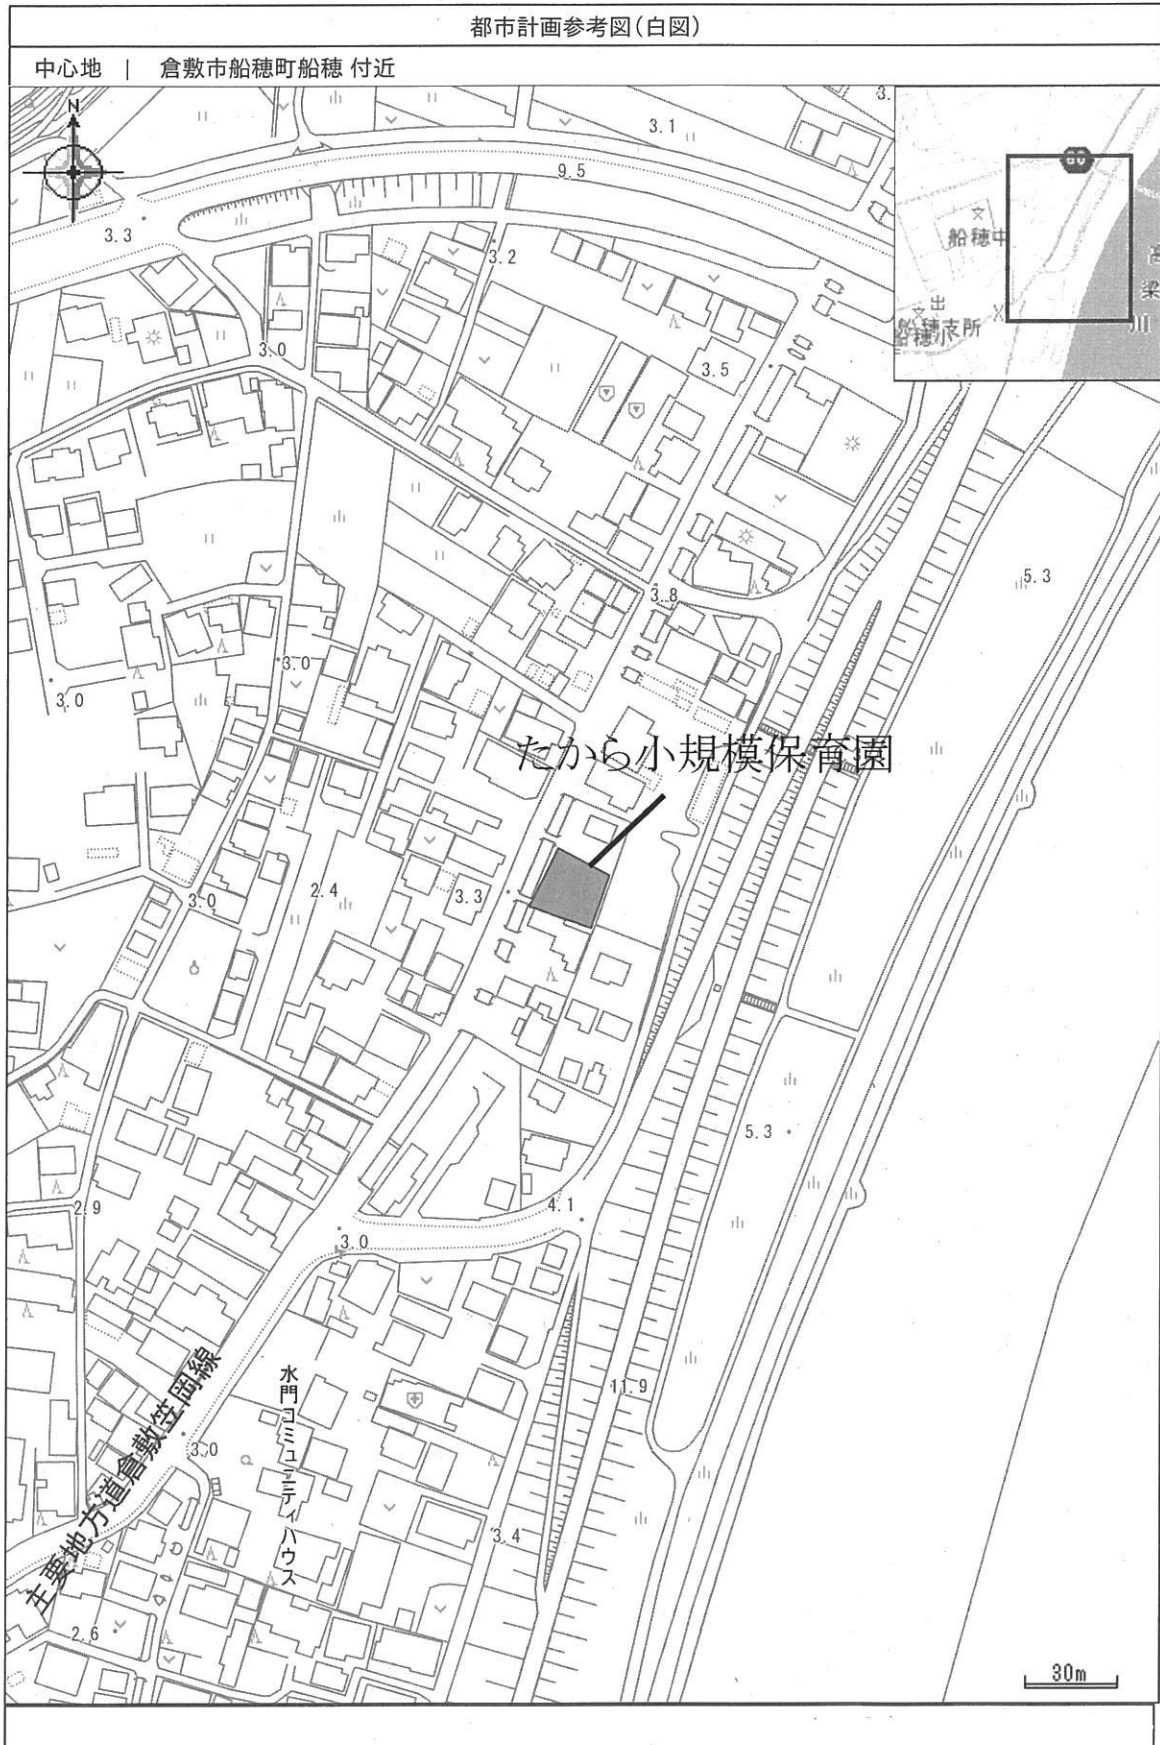 都市計画参考図(白図)
中心地 | 倉敷市船穂町船穂 付近
N
3.
3.1
9.5
3.3
3.2
船穂中
高
梁
川
船穂支所
船穂小
3.0
3.5
5.3
3.8
3.0
3.0
たから小規模保育園
2.4
3.3
3.0
5.3
2.9
4.1
3.0
主要地方道倉敷笠岡線
水門コミュニティハウス
11.9
3.0
3.4
2.6
30m